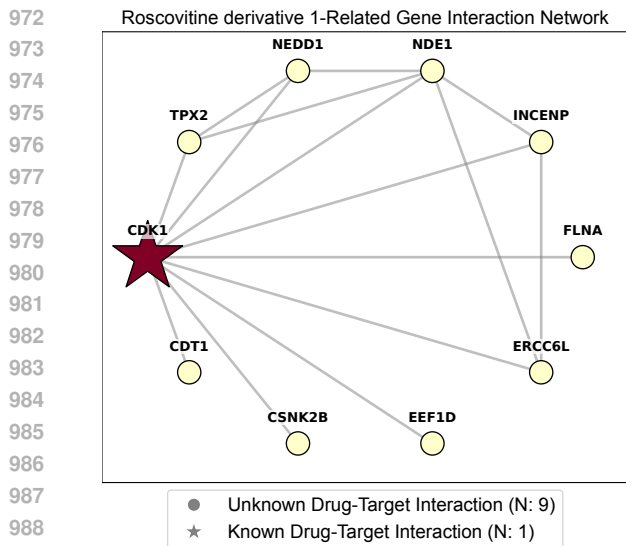 972
Roscovitine derivative 1-Related Gene Interaction Network
973
NEDD1 NDE1
974
975
TPX2 INCENP
976
977
978
CDK1 FLNA
979
980
981
982
CDT1 ERCC6L
983
984
CSNK2B EEF1D
985
986
987
Unknown Drug-Target Interaction (N: 9)
988
Known Drug-Target Interaction (N: 1)